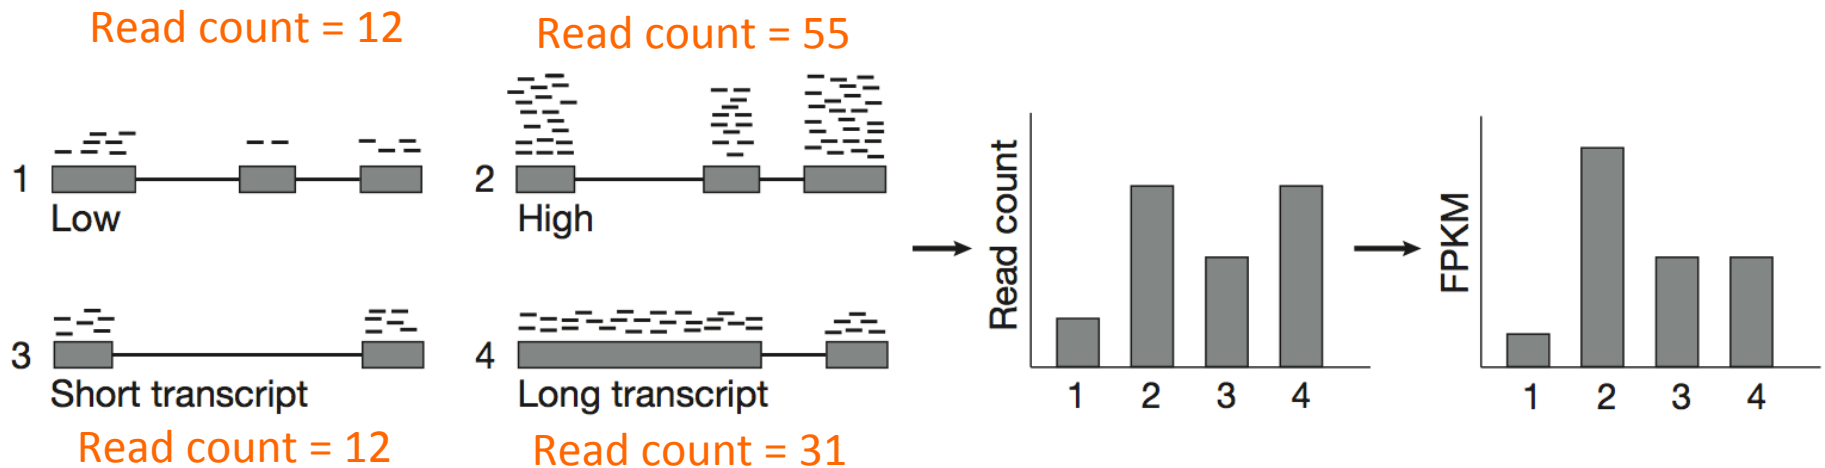 Read count = 12
Read count = 55
1
Low
2
High
3
Short transcript
4
Long transcript
Read count = 12
Read count = 31
Read count
1 2 3 4
FPKM
1 2 3 4